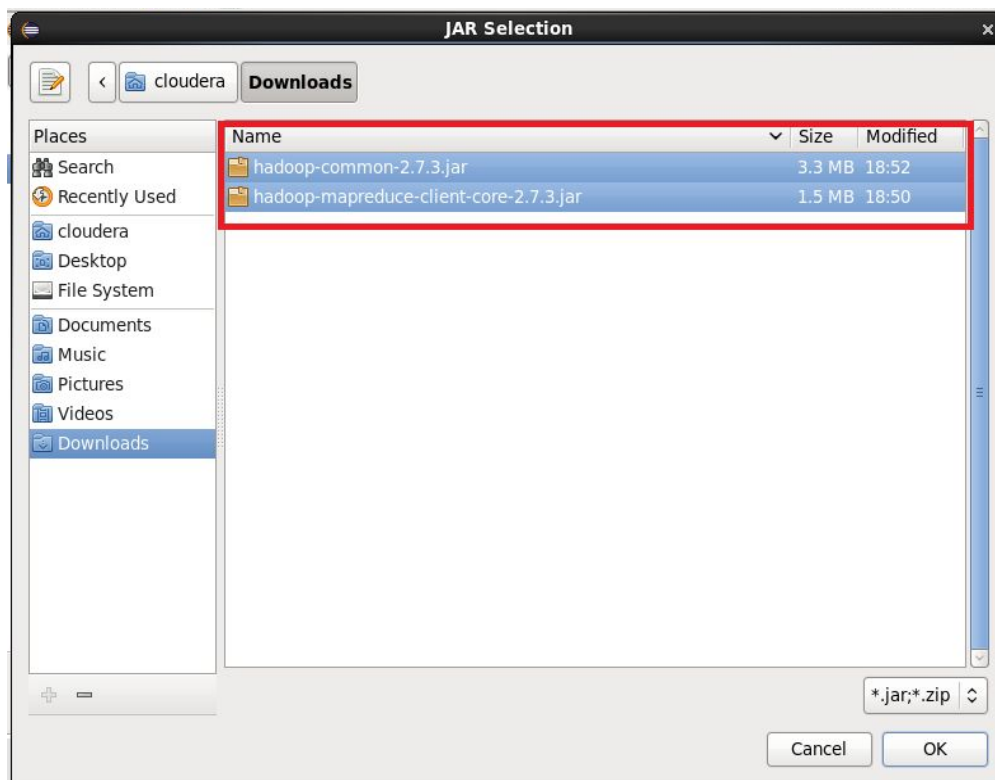 JAR Selection
cloudera Downloads
Places
Search
Recently Used
cloudera
Desktop
File System
Documents
Music
Pictures
Videos
Downloads
Name Size Modified
hadoop-common-2.7.3.jar 3.3 MB 18:52
hadoop-mapreduce-client-core-2.7.3.jar 1.5 MB 18:50
*.jar;*.zip
Cancel OK